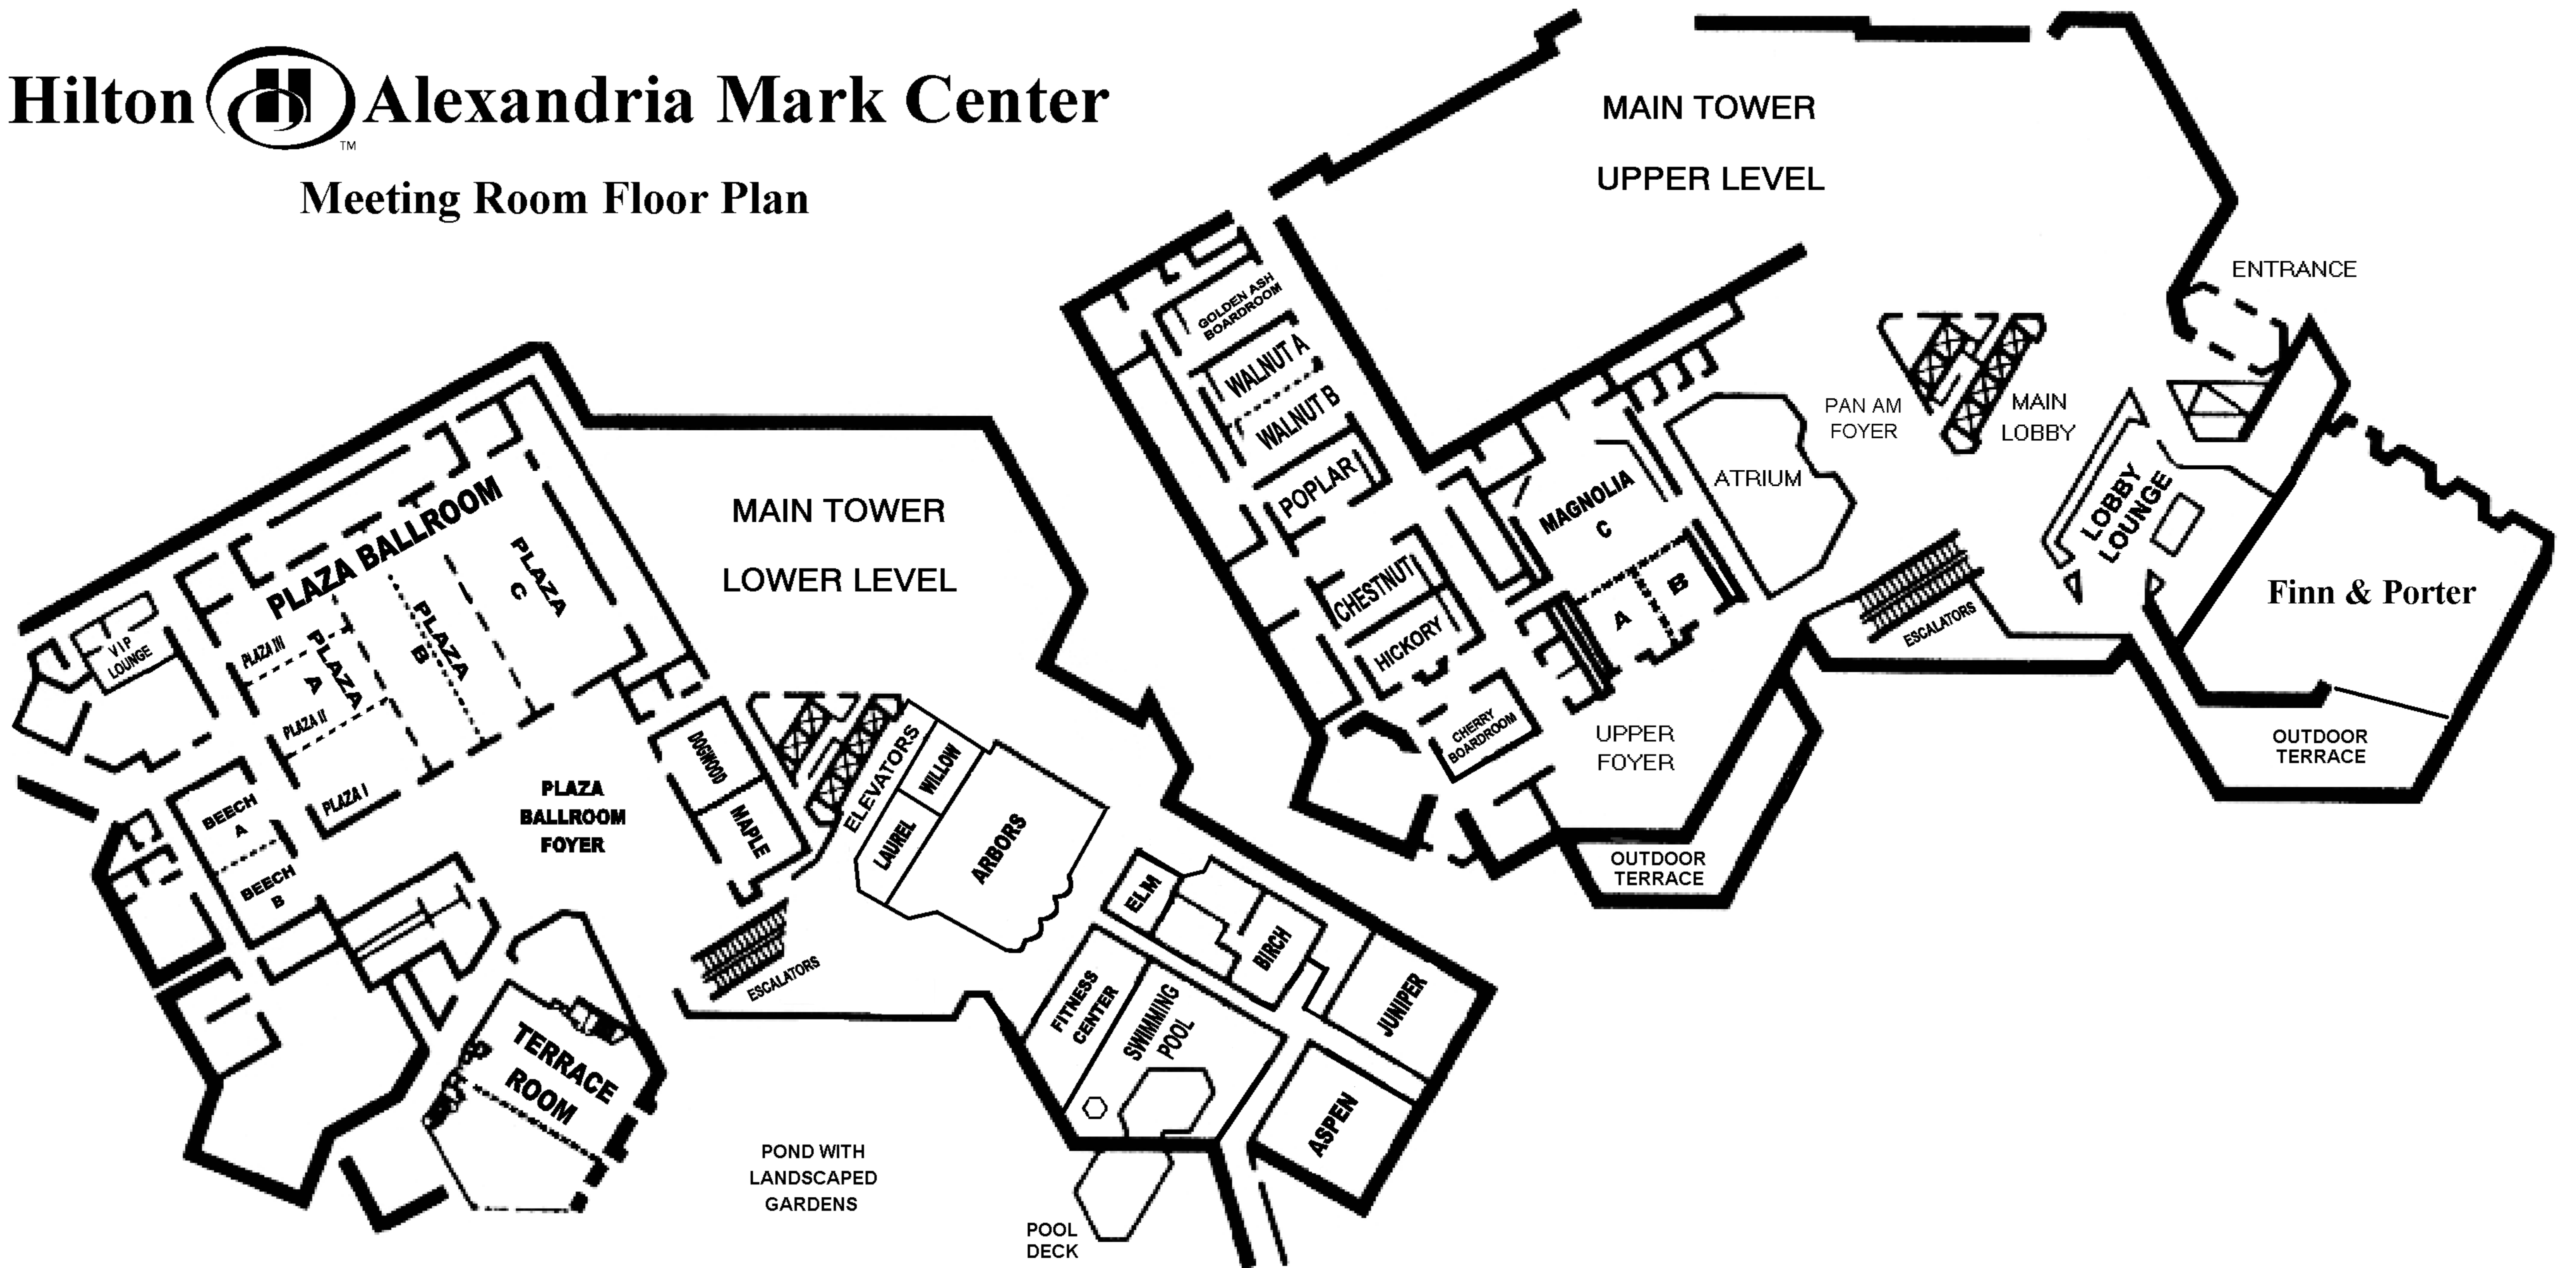 Hilton Alexandria Mark Center
TM
Meeting Room Floor Plan
MAIN TOWER
UPPER LEVEL
ENTRANCE
GOLDEN ASH
BOARDROOM
WALNUT A
WALNUT B
POPLAR
CHESTNUT
HICKORY
CHERRY
BOARDROOM
MAGNOLIA
C
A
B
ATRIUM
PAN AM
FOYER
MAIN
LOBBY
LOBBY
LOUNGE
ESCALATORS
Finn & Porter
OUTDOOR
TERRACE
UPPER
FOYER
OUTDOOR
TERRACE
MAIN TOWER
LOWER LEVEL
PLAZA BALLROOM
PLAZA
C
PLAZA
B
PLAZA
A
PLAZA III
PLAZA II
PLAZA I
VIP
LOUNGE
BEECH
A
BEECH
B
PLAZA
BALLROOM
FOYER
DOGWOOD
MAPLE
ELEVATORS
WILLOW
LAUREL
ARBORS
ESCALATORS
ELM
BIRCH
JUNIPER
FITNESS
CENTER
SWIMMING
POOL
ASPEN
TERRACE
ROOM
POND WITH
LANDSCAPED
GARDENS
POOL
DECK